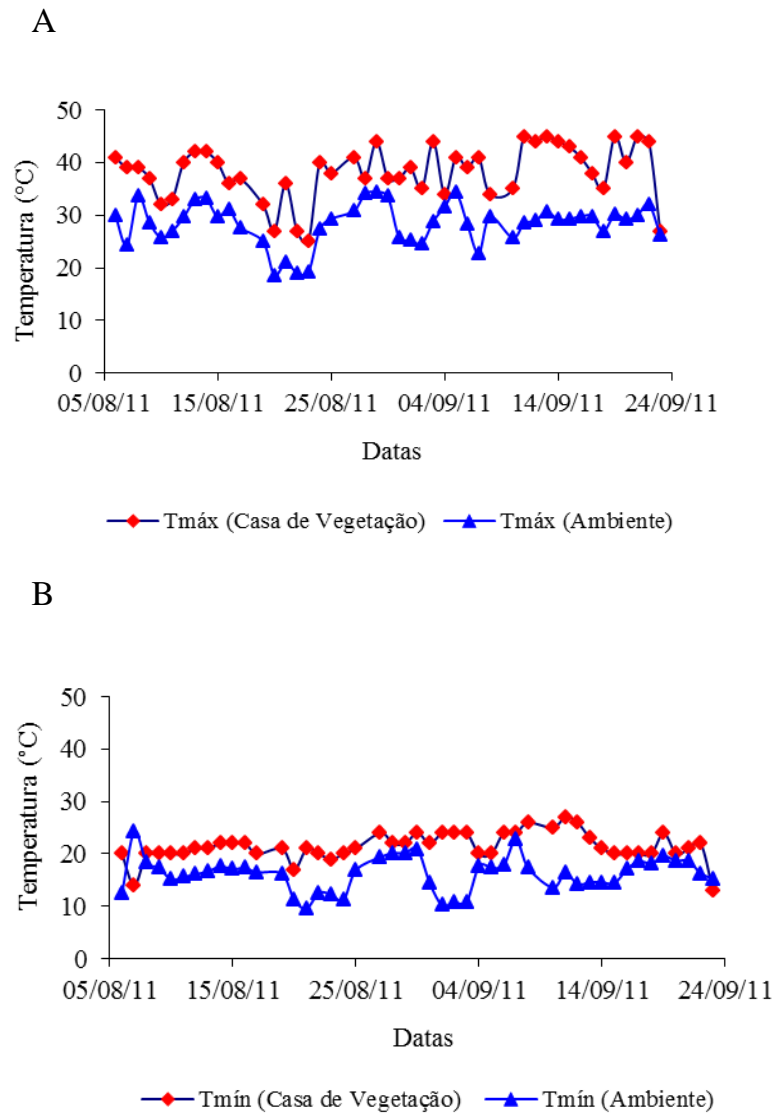 A
50
40
30
20
10
0
Temperatura (°C)
05/08/11 15/08/11 25/08/11 04/09/11 14/09/11 24/09/11
Datas
Tmáx (Casa de Vegetação) Tmáx (Ambiente)
B
50
40
30
20
10
0
Temperatura (°C)
05/08/11 15/08/11 25/08/11 04/09/11 14/09/11 24/09/11
Datas
Tmín (Casa de Vegetação) Tmín (Ambiente)